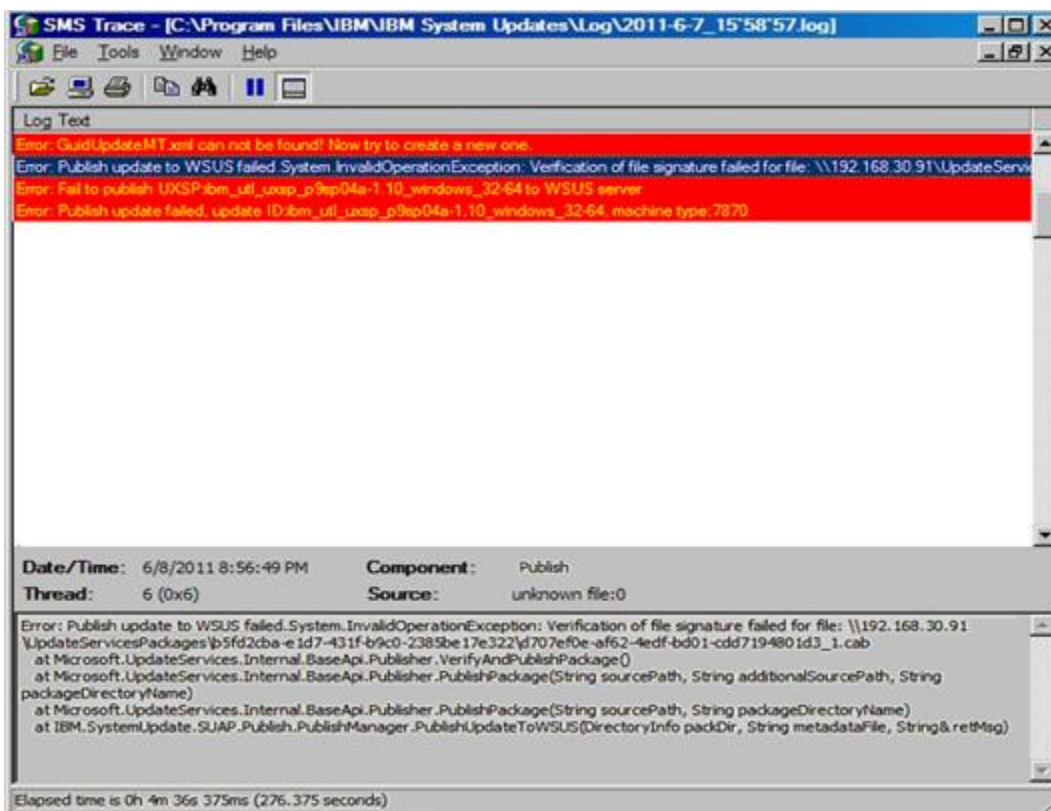 SMS Trace - [C:\Program Files\IBM\IBM System Updates\Log\2011-6-7_15`58`57.log]
File Tools Window Help
Log Text
Error: GuidUpdateMT.xml can not be found! Now try to create a new one.
Error: Publish update to WSUS failed.System.InvalidOperationException: Verification of file signature failed for file: \\192.168.30.91\UpdateServi
Error: Fail to publish UXSP:ibm_utl_uxsp_p9sp04a-1.10_windows_32-64 to WSUS server
Error: Publish update failed, update ID:ibm_utl_uxsp_p9sp04a-1.10_windows_32-64, machine type:7870
Date/Time: 6/8/2011 8:56:49 PM Component: Publish
Thread: 6 (0x6) Source: unknown file:0
Error: Publish update to WSUS failed.System.InvalidOperationException: Verification of file signature failed for file: \\192.168.30.91
\UpdateServicesPackages\b5fd2cba-e1d7-431f-b9c0-2385be17e322\d707ef0e-af62-4edf-bd01-cdd7194801d3_1.cab
at Microsoft.UpdateServices.Internal.BaseApi.Publisher.VerifyAndPublishPackage()
at Microsoft.UpdateServices.Internal.BaseApi.Publisher.PublishPackage(String sourcePath, String additionalSourcePath, String
packageDirectoryName)
at Microsoft.UpdateServices.Internal.BaseApi.Publisher.PublishPackage(String sourcePath, String packageDirectoryName)
at IBM.SystemUpdate.SUAP.Publish.PublishManager.PublishUpdateToWSUS(DirectoryInfo packDir, String metadataFile, String& retMsg)
Elapsed time is 0h 4m 36s 375ms (276.375 seconds)